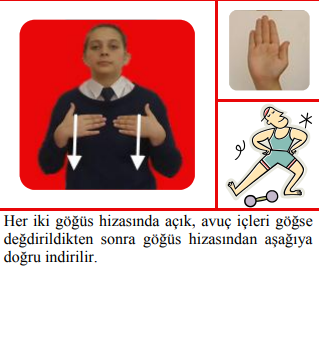 Her iki göğüs hizasında açık, avuç içleri göğse
değdirildikten sonra göğüs hizasından aşağıya
doğru indirilir.